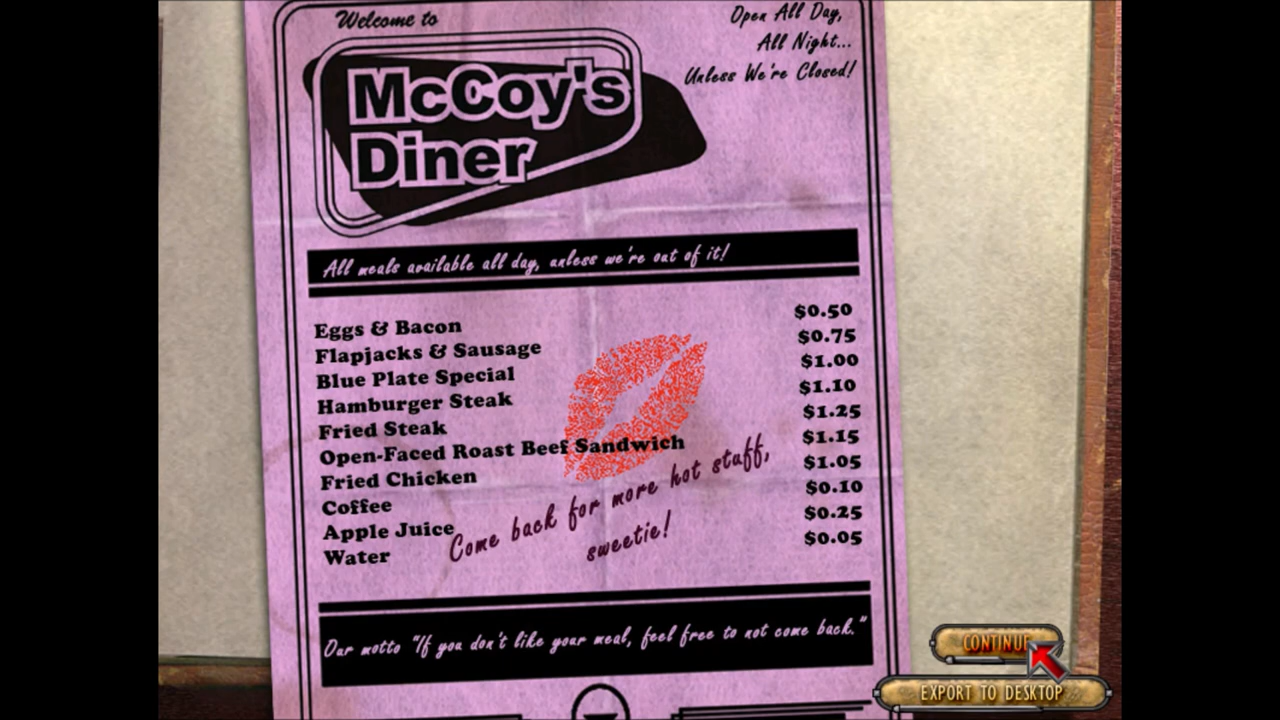 Welcome to
Open All Day,
All Night...
Unless We're Closed!
McCoy's
Diner
All meals available all day, unless we're out of it!
Eggs & Bacon $0.50
Flapjacks & Sausage $0.75
Blue Plate Special $1.00
Hamburger Steak $1.10
Fried Steak $1.25
Open-Faced Roast Beef Sandwich $1.15
Fried Chicken $1.05
Coffee $0.10
Apple Juice $0.25
Water $0.05
Come back for more hot stuff,
sweetie!
Our motto "If you don't like your meal, feel free to not come back."
CONTINUE
EXPORT TO DESKTOP